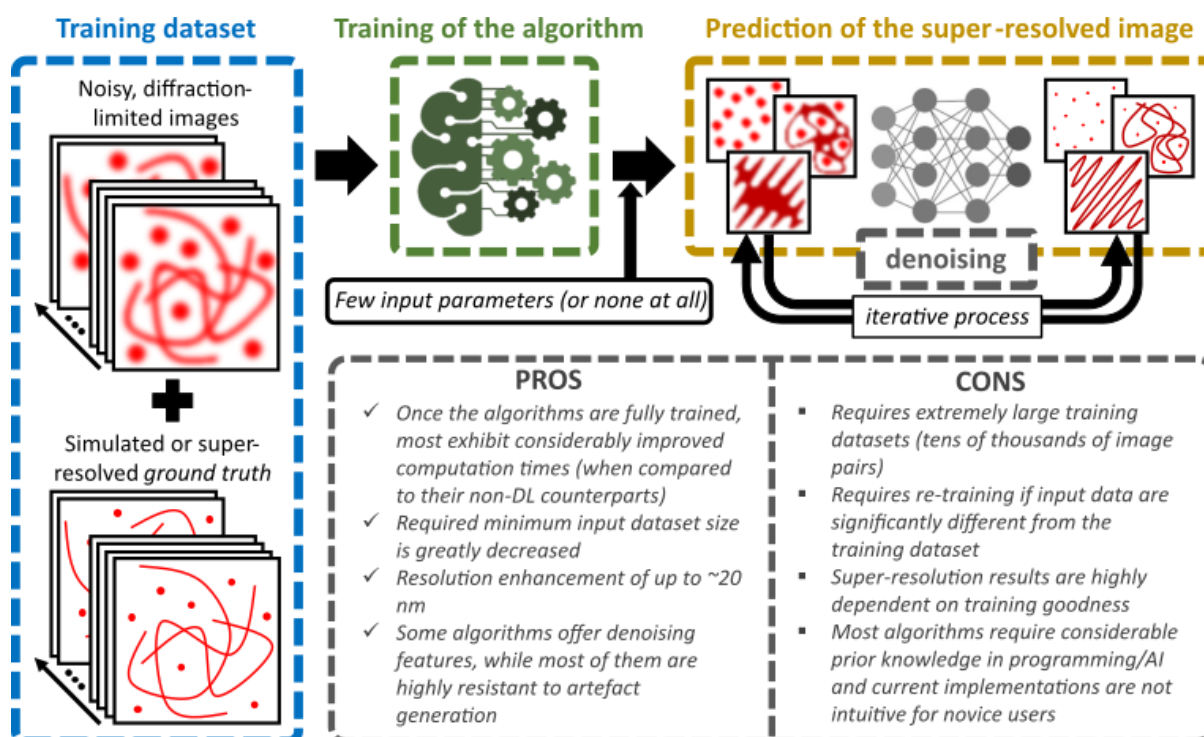 Training dataset
Noisy, diffraction-
limited images
Simulated or super-
resolved ground truth
Training of the algorithm
Few input parameters (or none at all)
Prediction of the super-resolved image
denoising
iterative process
PROS
✓ Once the algorithms are fully trained,
most exhibit considerably improved
computation times (when compared
to their non-DL counterparts)
✓ Required minimum input dataset size
is greatly decreased
✓ Resolution enhancement of up to ~20
nm
✓ Some algorithms offer denoising
features, while most of them are
highly resistant to artefact
generation
CONS
▪ Requires extremely large training
datasets (tens of thousands of image
pairs)
▪ Requires re-training if input data are
significantly different from the
training dataset
▪ Super-resolution results are highly
dependent on training goodness
▪ Most algorithms require considerable
prior knowledge in programming/AI
and current implementations are not
intuitive for novice users